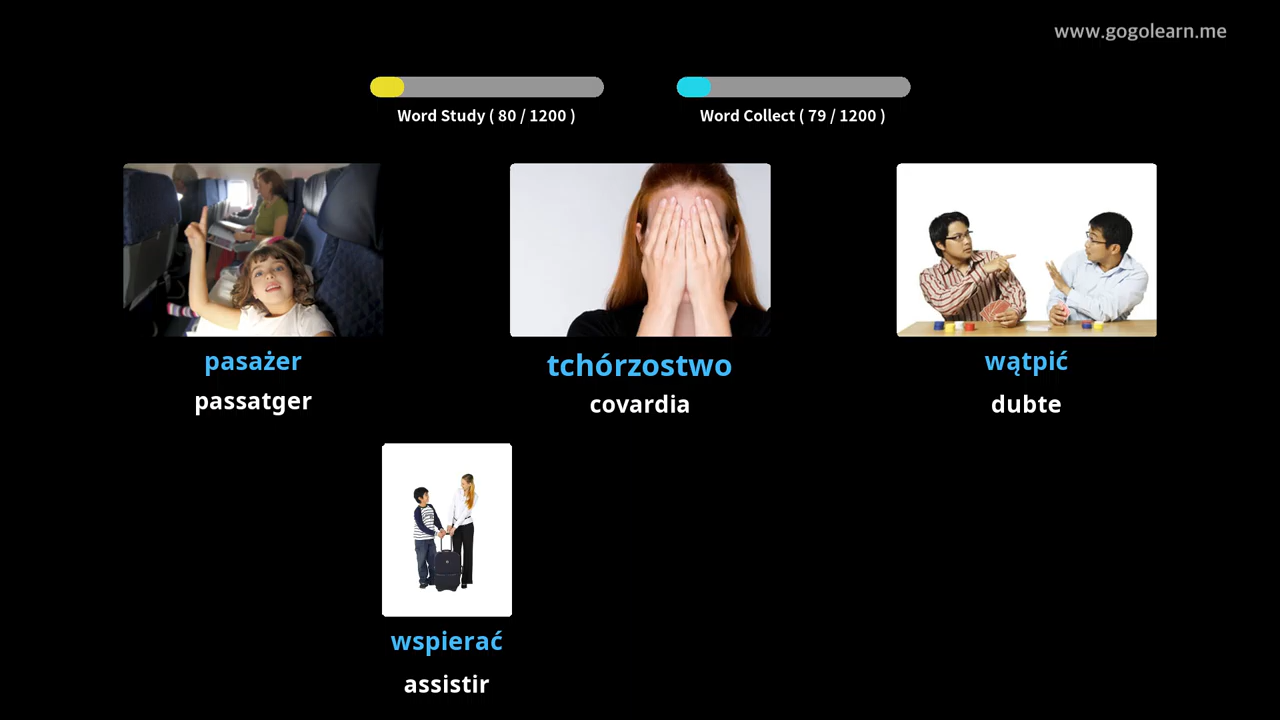 www.gogolearn.me
Word Study ( 80 / 1200 )
Word Collect ( 79 / 1200 )
pasażer
passatger
tchórzostwo
covardia
wątpić
dubte
wspierać
assistir